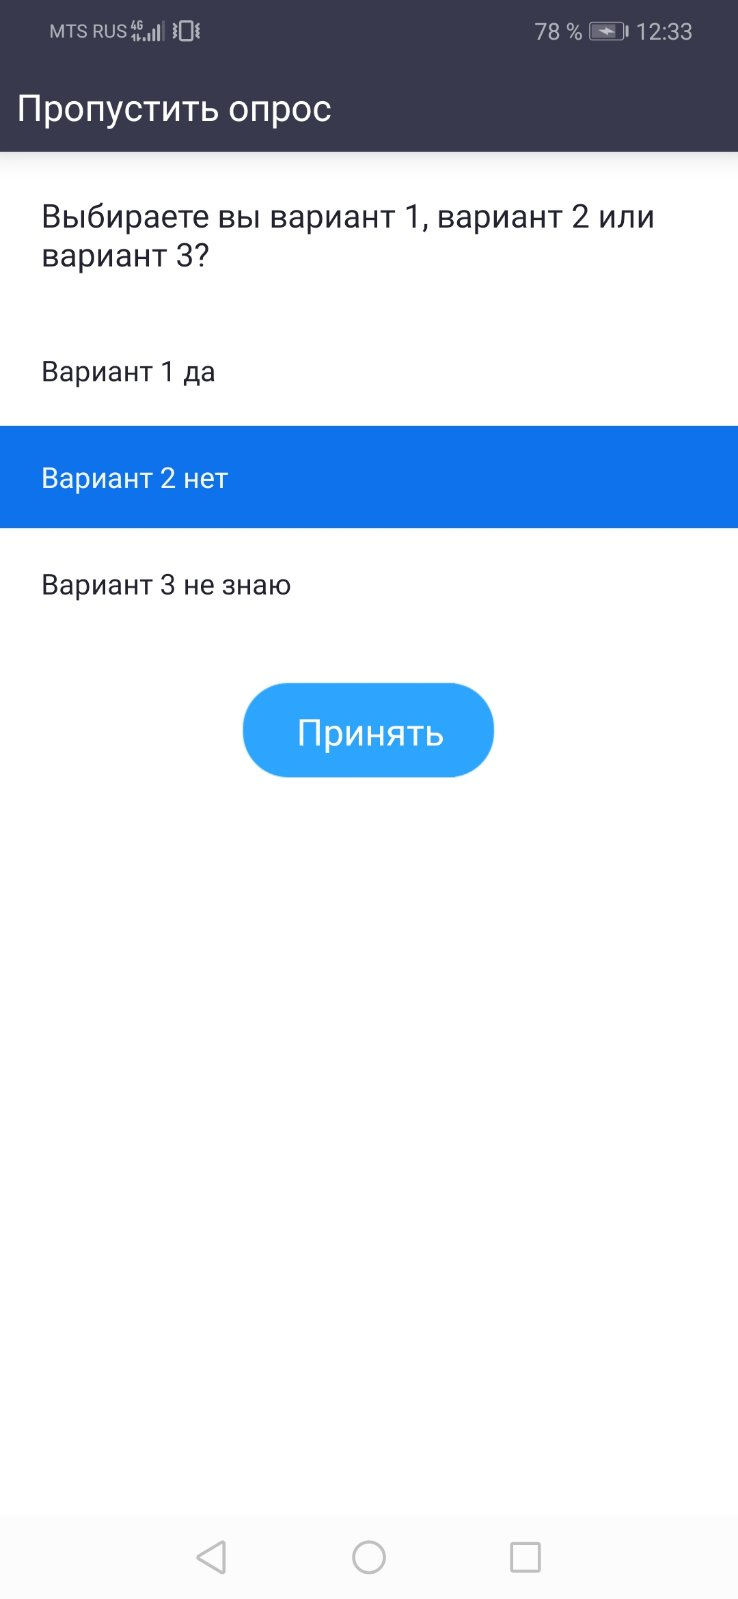 MTS RUS 4G 78 % 12:33
Пропустить опрос
Выбираете вы вариант 1, вариант 2 или
вариант 3?
Вариант 1 да
Вариант 2 нет
Вариант 3 не знаю
Принять